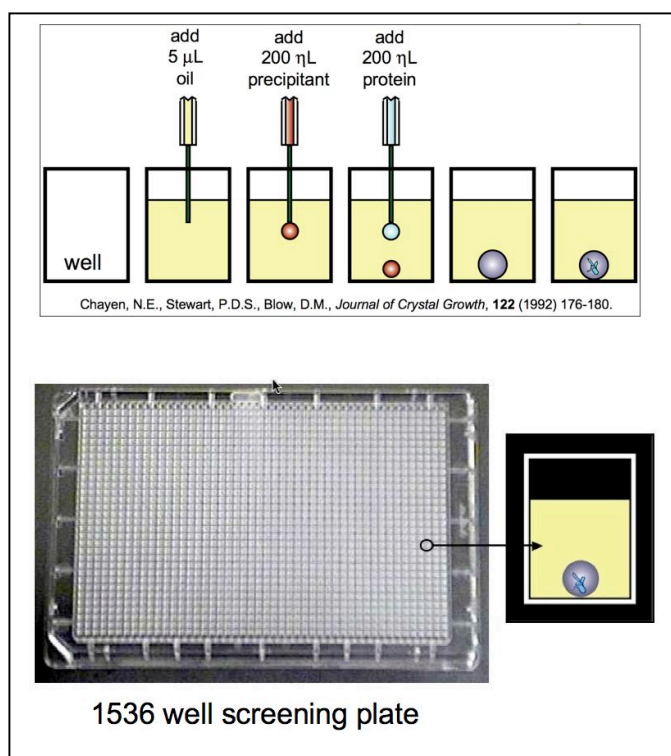 add
5 μL
oil
add
200 ηL
precipitant
add
200 ηL
protein
well
Chayen, N.E., Stewart, P.D.S., Blow, D.M., Journal of Crystal Growth, 122 (1992) 176-180.
1536 well screening plate